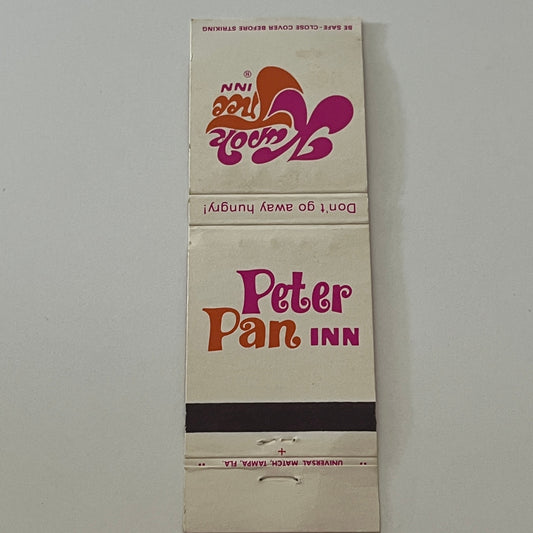 BE SAFE-CLOSE COVER BEFORE STRIKING
Kapok
Tree
INN
®
Don't go away hungry!
Peter
Pan INN
+
" UNIVERSAL MATCH, TAMPA, FLA. "